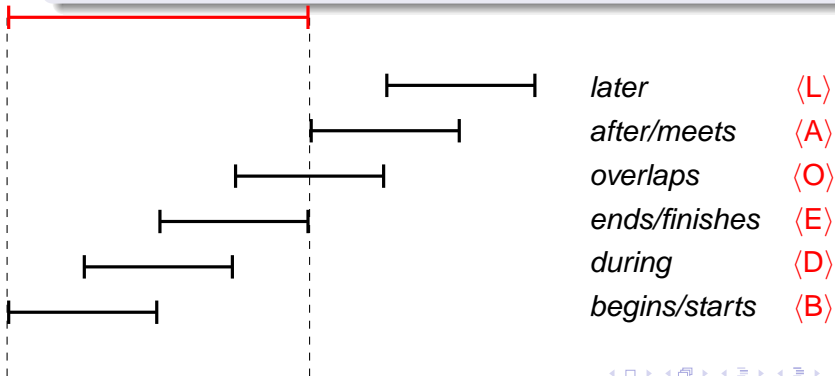 later ⟨L⟩
after/meets ⟨A⟩
overlaps ⟨O⟩
ends/finishes ⟨E⟩
during ⟨D⟩
begins/starts ⟨B⟩